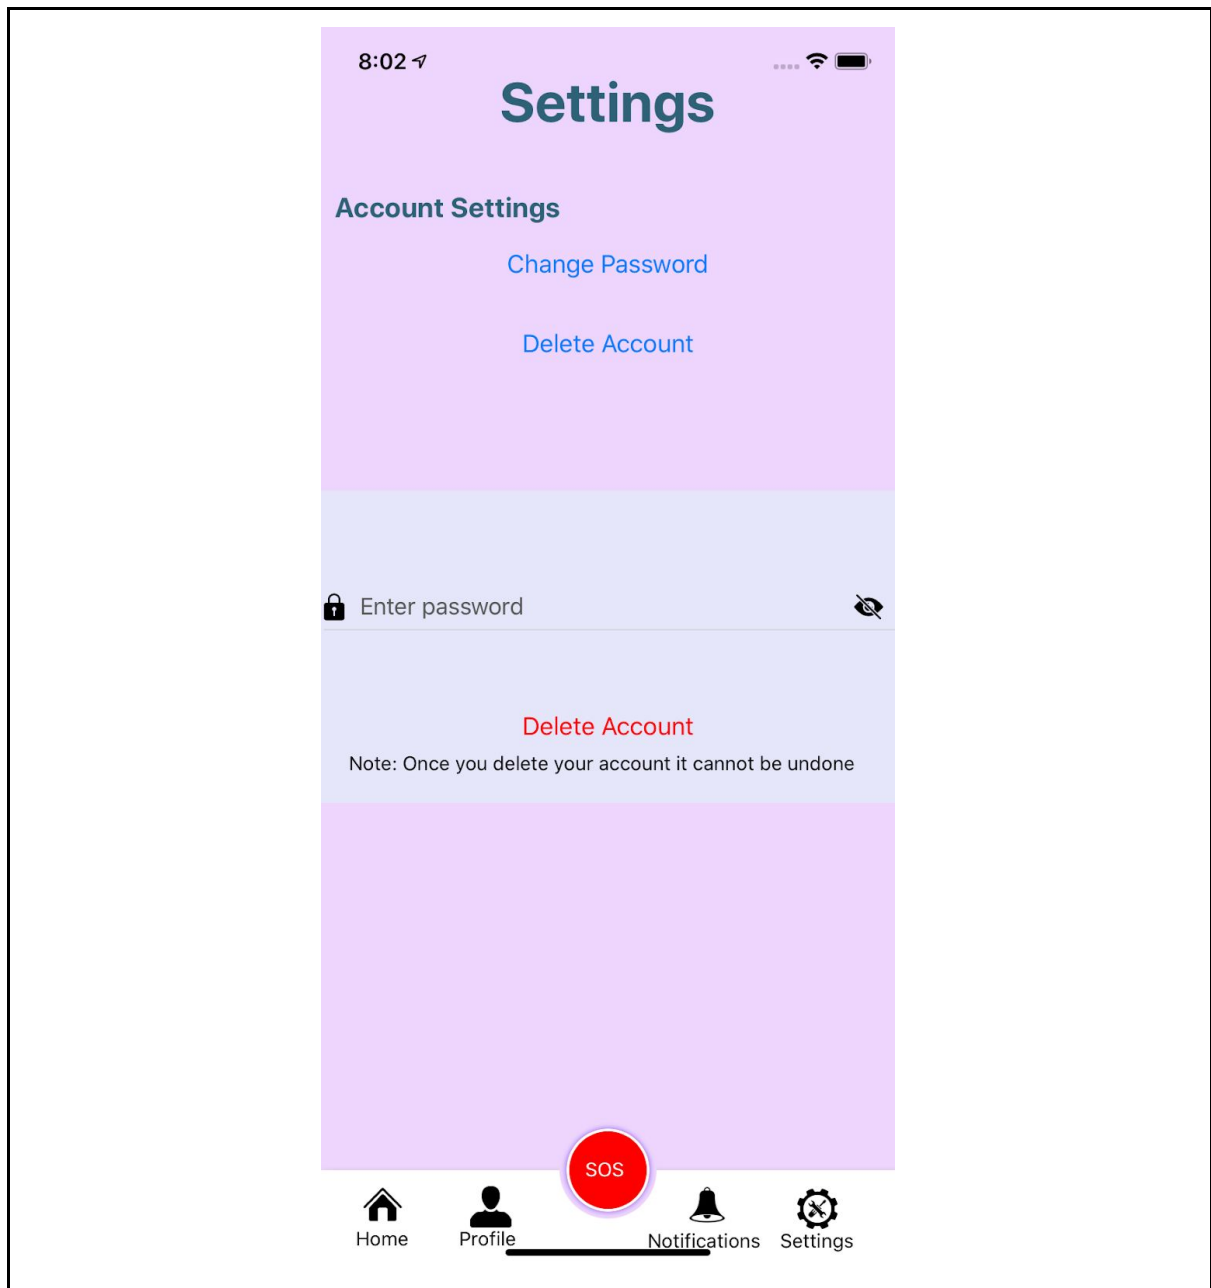 8:02
Settings
Account Settings
Change Password
Delete Account
Enter password
Delete Account
Note: Once you delete your account it cannot be undone
SOS
Home Profile Notifications Settings